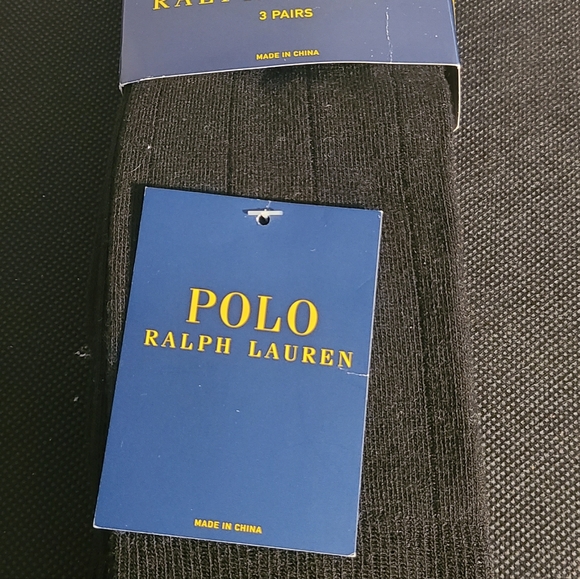 3 PAIRS
MADE IN CHINA
POLO
RALPH LAUREN
MADE IN CHINA